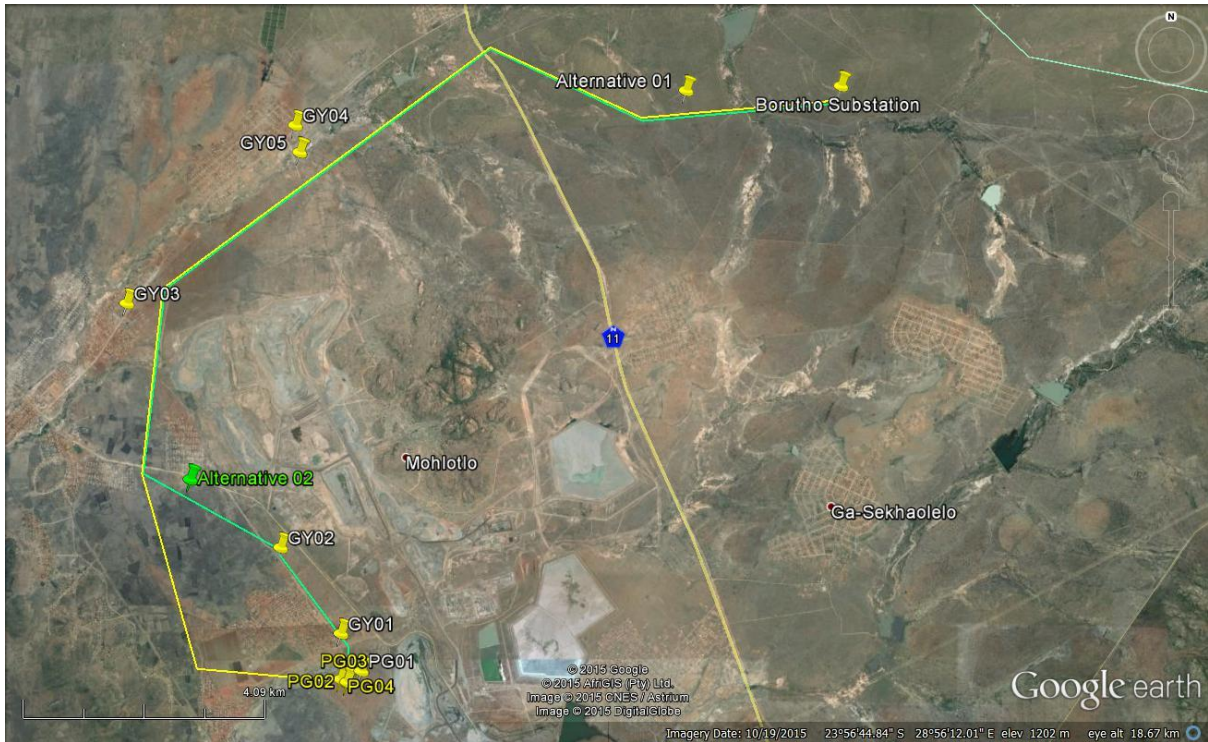 N
Alternative 01
Borutho Substation
GY04
GY05
GY03
11
Mohlotlo
Alternative 02
Ga-Sekhaolelo
GY02
GY01
PG03 PG01
PG02 PG04
4.09 km
© 2015 Google
© 2015 AfriGIS (Pty) Ltd.
Image © 2015 CNES / Astrium
Image © 2015 DigitalGlobe
Google earth
Imagery Date: 10/19/2015 23°56'44.84" S 28°56'12.01" E elev 1202 m eye alt 18.67 km